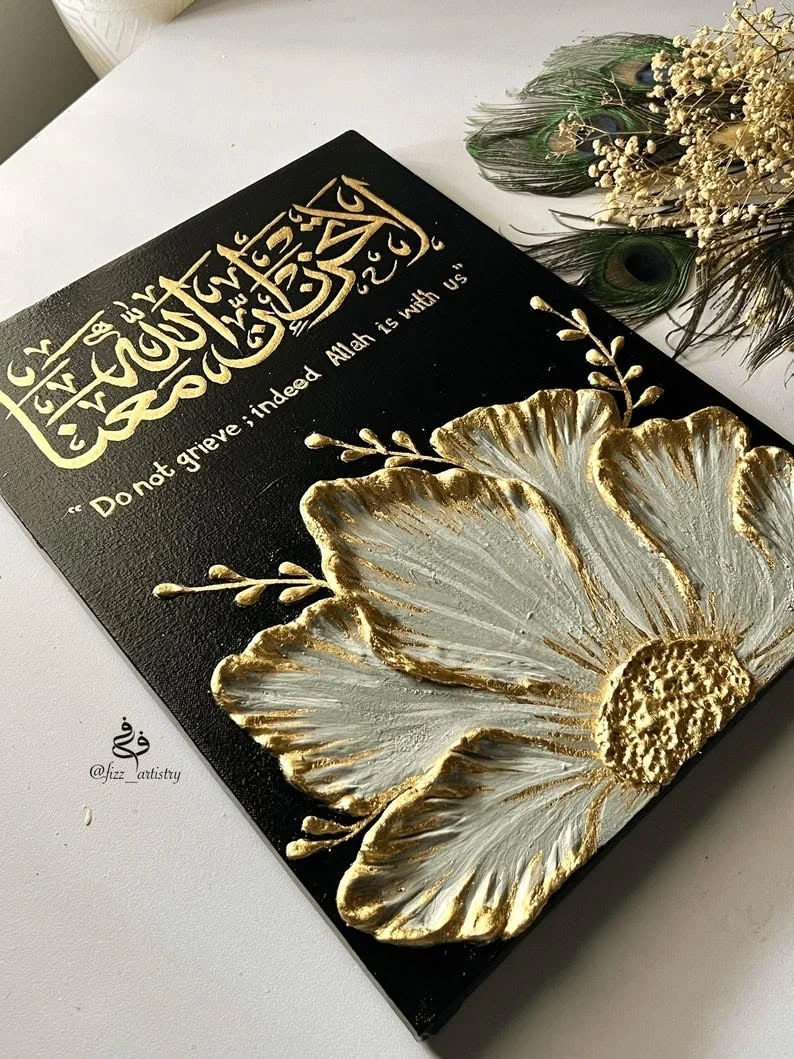 لا تحزن إن الله معنا
“ Do not grieve ; indeed Allah is with us ”
@fizz_artistry